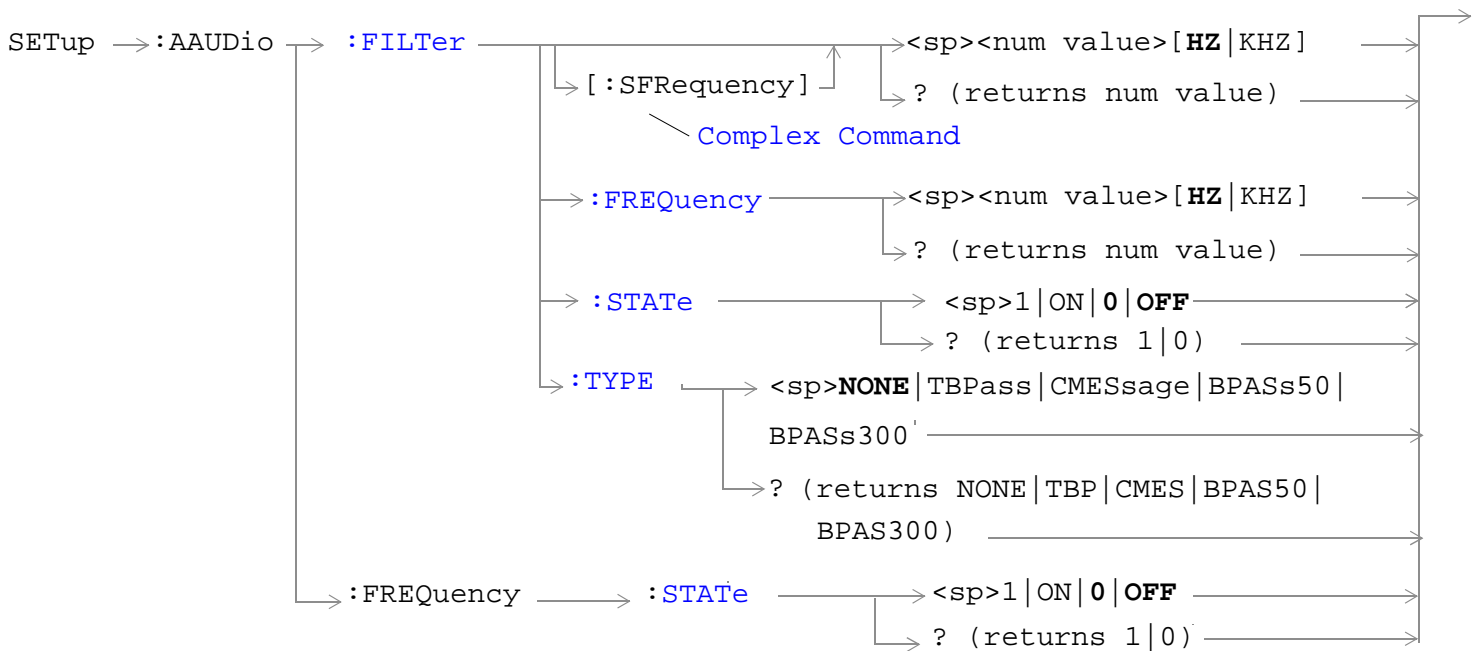 SETup :AAUDio :FILTer <sp><num value>[HZ|KHZ]
[:SFRequency] ? (returns num value)
Complex Command
:FREQuency <sp><num value>[HZ|KHZ]
? (returns num value)
:STATe <sp>1|ON|0|OFF
? (returns 1|0)
:TYPE <sp>NONE|TBPass|CMESsage|BPASs50|
BPASs300
? (returns NONE|TBP|CMES|BPAS50|
BPAS300)
:FREQuency :STATe <sp>1|ON|0|OFF
? (returns 1|0)